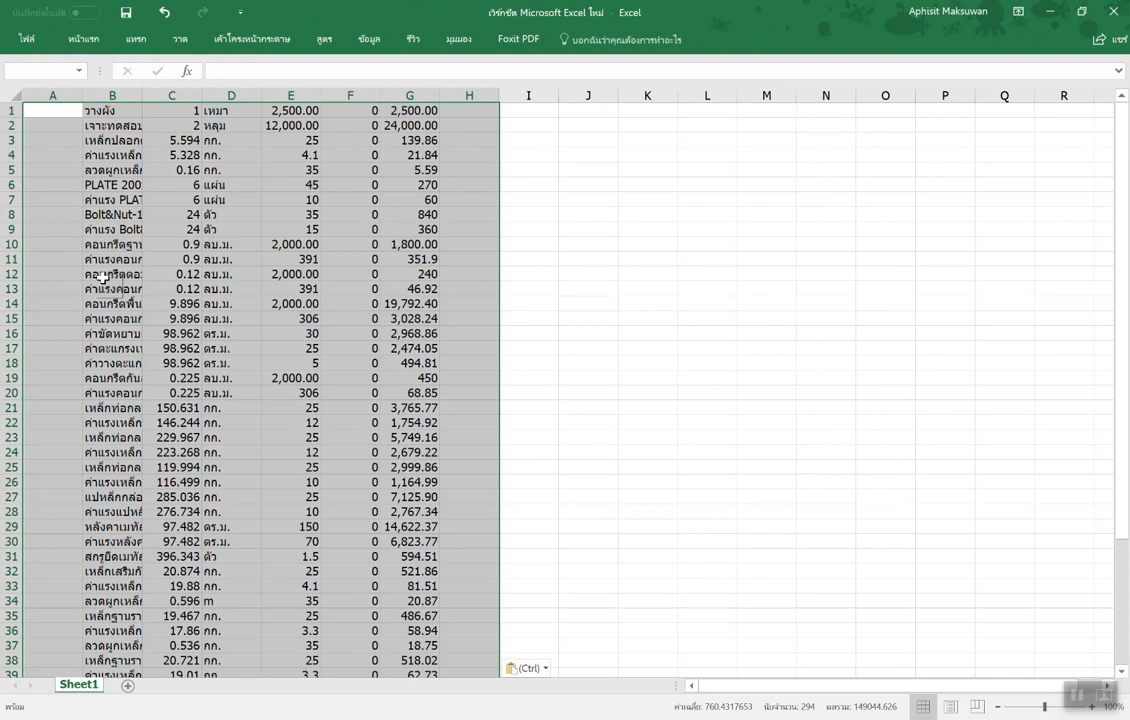 บันทึกอัตโนมัติ
เวิร์กชีต Microsoft Excel ใหม่ - Excel
Aphisit Maksuwan
ไฟล์ หน้าแรก แทรก วาด เค้าโครงหน้ากระดาษ สูตร ข้อมูล รีวิว มุมมอง Foxit PDF บอกฉันว่าคุณต้องการทำอะไร แชร์
fx
A B C D E F G H I J K L M N O P Q R
1 วางผัง 1 เหมา 2,500.00 0 2,500.00
2 เจาะทดสอบ 2 หลุม 12,000.00 0 24,000.00
3 เหล็กปลอก 5.594 กก. 25 0 139.86
4 ค่าแรงเหล็ก 5.328 กก. 4.1 0 21.84
5 ลวดผูกเหล็ก 0.16 กก. 35 0 5.59
6 PLATE 200 6 แผ่น 45 0 270
7 ค่าแรง PLAT 6 แผ่น 10 0 60
8 Bolt&Nut-1 24 ตัว 35 0 840
9 ค่าแรง Bolt& 24 ตัว 15 0 360
10 คอนกรีตฐาน 0.9 ลบ.ม. 2,000.00 0 1,800.00
11 ค่าแรงคอน 0.9 ลบ.ม. 391 0 351.9
12 คอนกรีตตอ 0.12 ลบ.ม. 2,000.00 0 240
13 ค่าแรงคอน 0.12 ลบ.ม. 391 0 46.92
14 คอนกรีตพื้น 9.896 ลบ.ม. 2,000.00 0 19,792.40
15 ค่าแรงคอน 9.896 ลบ.ม. 306 0 3,028.24
16 ค่าขัดหยาบ 98.962 ตร.ม. 30 0 2,968.86
17 ค่าตะแกรงเ 98.962 ตร.ม. 25 0 2,474.05
18 ค่าวางตะแก 98.962 ตร.ม. 5 0 494.81
19 คอนกรีตกัน 0.225 ลบ.ม. 2,000.00 0 450
20 ค่าแรงคอน 0.225 ลบ.ม. 306 0 68.85
21 เหล็กท่อกล 150.631 กก. 25 0 3,765.77
22 ค่าแรงเหล็ก 146.244 กก. 12 0 1,754.92
23 เหล็กท่อกล 229.967 กก. 25 0 5,749.16
24 ค่าแรงเหล็ก 223.268 กก. 12 0 2,679.22
25 เหล็กท่อกล 119.994 กก. 25 0 2,999.86
26 ค่าแรงเหล็ก 116.499 กก. 10 0 1,164.99
27 แปเหล็กกล่อ 285.036 กก. 25 0 7,125.90
28 ค่าแรงแปเหล็ 276.734 กก. 10 0 2,767.34
29 หลังคาเมทัล 97.482 ตร.ม. 150 0 14,622.37
30 ค่าแรงหลังค 97.482 ตร.ม. 70 0 6,823.77
31 สกรูยึดเมทัล 396.343 ตัว 1.5 0 594.51
32 เหล็กเสริมก้ 20.874 กก. 25 0 521.86
33 ค่าแรงเหล็ก 19.88 กก. 4.1 0 81.51
34 ลวดผูกเหล็ก 0.596 m 35 0 20.87
35 เหล็กฐานรา 19.467 กก. 25 0 486.67
36 ค่าแรงเหล็ก 17.86 กก. 3.3 0 58.94
37 ลวดผูกเหล็ก 0.536 กก. 35 0 18.75
38 เหล็กฐานรา 20.721 กก. 25 0 518.02
39 ค่าแรงเหล็ก 19.01 กก. 3.3 0 62.73
(Ctrl)
Sheet1
พร้อม ค่าเฉลี่ย: 760.4317653 นับจำนวน: 294 ผลรวม: 149044.626 100%